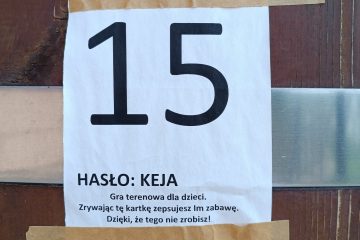 15
HASŁO: KEJA
Gra terenowa dla dzieci.
Zrywając tę kartkę zepsujesz Im zabawę.
Dzięki, że tego nie zrobisz!